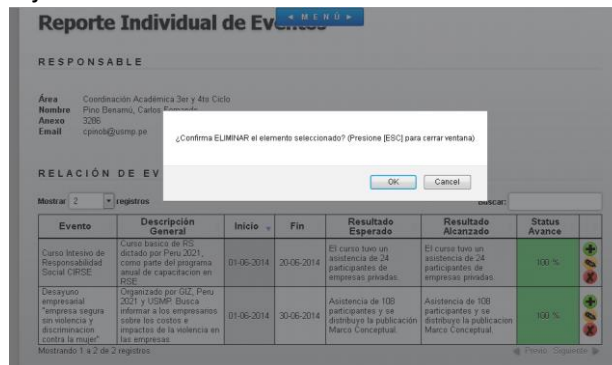 ◄ MENÚ ►
Reporte Individual de Eventos
RESPONSABLE
Área Coordinación Académica 3er y 4to Ciclo
Nombre Pino Benamú, Carlos Fernando
Anexo 3206
Email cpinob@usmp.pe
¿Confirma ELIMINAR el elemento seleccionado? (Presione [ESC] para cerrar ventana)
OK Cancel
RELACIÓN DE EV
Mostrar 2 registros Buscar:
Evento Descripción General Inicio Fin Resultado Esperado Resultado Alcanzado Status Avance
Curso Intesivo de
Responsabilidad
Social CIRSE
Curso basico de RS
dictado por Peru 2021,
como parte del programa
anual de capacitacion en
RSE
01-06-2014
20-06-2014
El curso tuvo un
asistencia de 24
participantes de
empresas privadas.
El curso tuvo un
asistencia de 24
participantes de
empresas privadas.
100 %
Desayuno
empresarial
"empresa segura
sin violencia y
discriminacion
contra la mujer"
Organizado por GIZ, Peru
2021 y USMP. Busca
informar a los empresarios
sobre los costos e
impactos de la violencia en
las empresas
01-06-2014
30-06-2014
Asistencia de 108
participantes y se
distribuyo la publicación
Marco Conceptual.
Asistencia de 108
participantes y se
distribuyo la publicacion
Marco Conceptual.
100 %
Mostrando 1 a 2 de 2 registros
Previo Siguiente